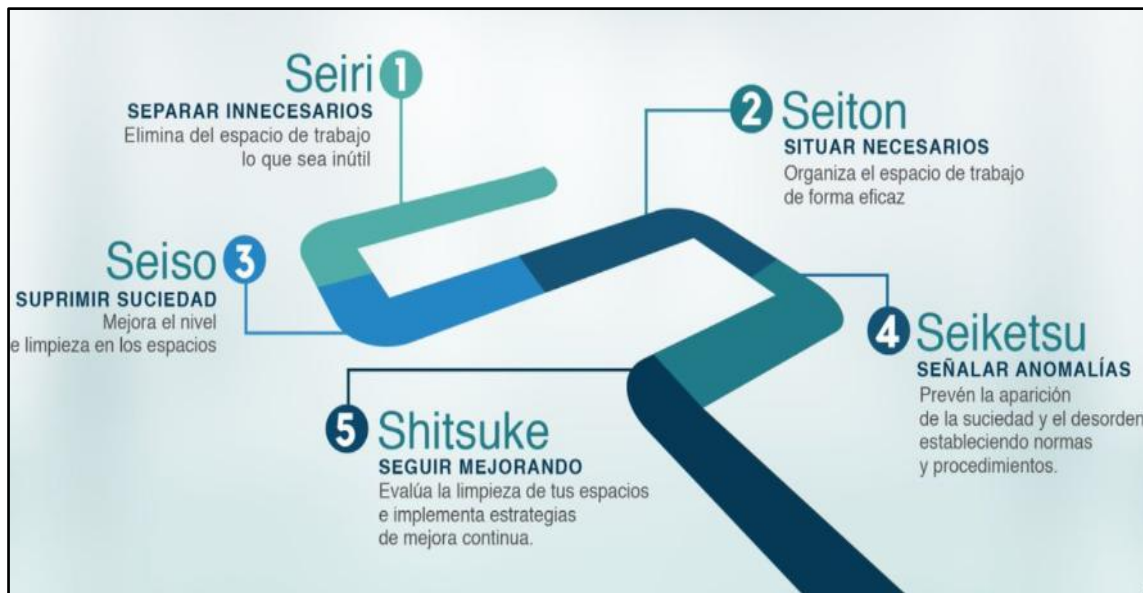 Seiri 1
SEPARAR INNECESARIOS
Elimina del espacio de trabajo
lo que sea inútil
2 Seiton
SITUAR NECESARIOS
Organiza el espacio de trabajo
de forma eficaz
Seiso 3
SUPRIMIR SUCIEDAD
Mejora el nivel
e limpieza en los espacios
4 Seiketsu
SEÑALAR ANOMALÍAS
Prevén la aparición
de la suciedad y el desorden
estableciendo normas
y procedimientos.
5 Shitsuke
SEGUIR MEJORANDO
Evalúa la limpieza de tus espacios
e implementa estrategias
de mejora continua.